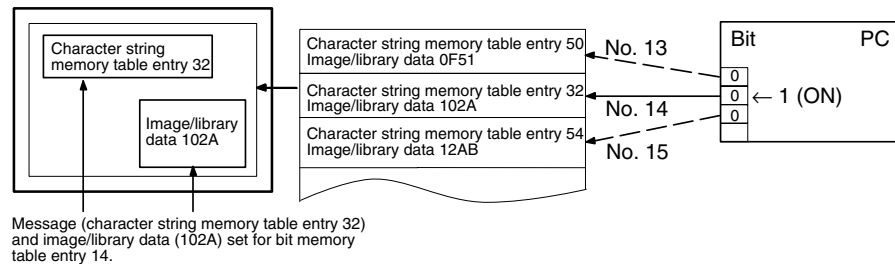 Character string
memory table entry 32
Image/library
data 102A
Message (character string memory table entry 32)
and image/library data (102A) set for bit memory
table entry 14.
Character string memory table entry 50
Image/library data 0F51
Character string memory table entry 32
Image/library data 102A
Character string memory table entry 54
Image/library data 12AB
No. 13
No. 14
No. 15
Bit PC
0
0 ← 1 (ON)
0